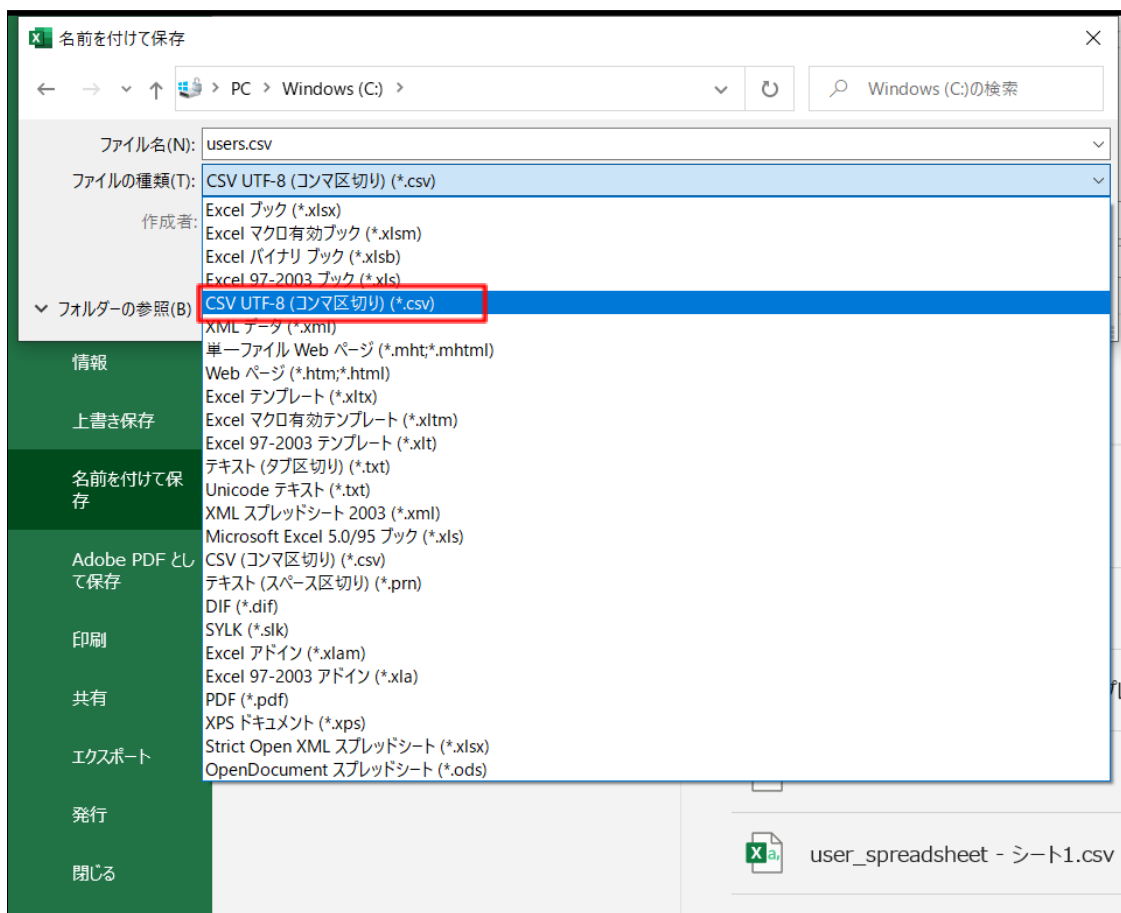 名前を付けて保存
PC > Windows (C:) >
Windows (C:)の検索
ファイル名(N): users.csv
ファイルの種類(T): CSV UTF-8 (コンマ区切り) (*.csv)
作成者:
Excel ブック (*.xlsx)
Excel マクロ有効ブック (*.xlsm)
Excel バイナリ ブック (*.xlsb)
Excel 97-2003 ブック (*.xls)
フォルダーの参照(B)
CSV UTF-8 (コンマ区切り) (*.csv)
XML データ (*.xml)
単一ファイル Web ページ (*.mht;*.mhtml)
Web ページ (*.htm;*.html)
Excel テンプレート (*.xltx)
Excel マクロ有効テンプレート (*.xltm)
Excel 97-2003 テンプレート (*.xlt)
テキスト (タブ区切り) (*.txt)
Unicode テキスト (*.txt)
XML スプレッドシート 2003 (*.xml)
Microsoft Excel 5.0/95 ブック (*.xls)
CSV (コンマ区切り) (*.csv)
テキスト (スペース区切り) (*.prn)
DIF (*.dif)
SYLK (*.slk)
Excel アドイン (*.xlam)
Excel 97-2003 アドイン (*.xla)
PDF (*.pdf)
XPS ドキュメント (*.xps)
Strict Open XML スプレッドシート (*.xlsx)
OpenDocument スプレッドシート (*.ods)
情報
上書き保存
名前を付けて保
存
Adobe PDF とし
て保存
印刷
共有
エクスポート
発行
閉じる
user_spreadsheet - シート1.csv